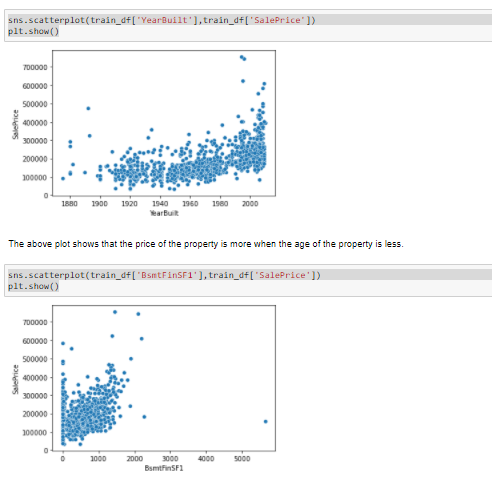 sns.scatterplot(train_df['YearBuilt'],train_df['SalePrice'])
plt.show()
700000
600000
500000
400000
300000
200000
100000
0
SalePrice
1880 1900 1920 1940 1960 1980 2000
YearBuilt
The above plot shows that the price of the property is more when the age of the property is less.
sns.scatterplot(train_df['BsmtFinSF1'],train_df['SalePrice'])
plt.show()
700000
600000
500000
400000
300000
200000
100000
0
SalePrice
0 1000 2000 3000 4000 5000
BsmtFinSF1